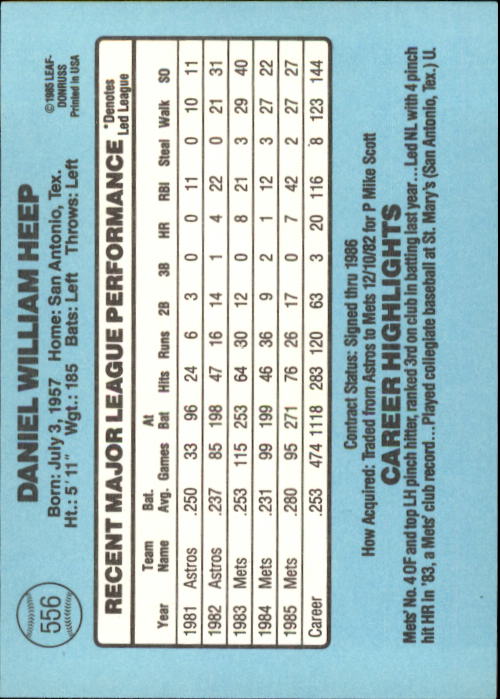 556
DANIEL WILLIAM HEEP
©1985 LEAF-
DONRUSS
Printed in USA
Born: July 3, 1957 Home: San Antonio, Tex.
Ht.: 5'11" Wgt.: 185 Bats: Left Throws: Left
RECENT MAJOR LEAGUE PERFORMANCE *Denotes Led League
Year Team Name Bat. Avg. Games At Bat Hits Runs 2B 3B HR RBI Steal Walk SO
1981 Astros .250 33 96 24 6 3 0 0 11 0 10 11
1982 Astros .237 85 198 47 16 14 1 4 22 0 21 31
1983 Mets .253 115 253 64 30 12 0 8 21 3 29 40
1984 Mets .231 99 199 46 36 9 2 1 12 3 27 22
1985 Mets .280 95 271 76 26 17 0 7 42 2 27 27
Career .253 474 1118 283 120 63 3 20 116 8 123 144
Contract Status: Signed thru 1986
How Acquired: Traded from Astros to Mets 12/10/82 for P Mike Scott
CAREER HIGHLIGHTS
Mets' No. 4 OF and top LH pinch hitter, ranked 3rd on club in batting last year...Led NL with 4 pinch
hit HR in '83, a Mets' club record...Played collegiate baseball at St. Mary's (San Antonio, Tex.) U.